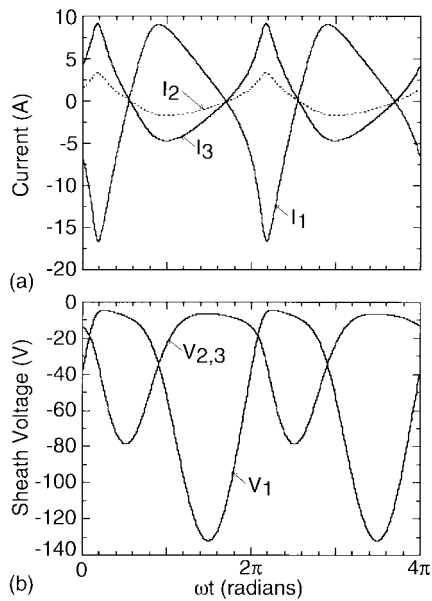 10
5
0
-5
-10
-15
-20
Current (A)
I2
I3
I1
(a)
0
-20
-40
-60
-80
-100
-120
-140
Sheath Voltage (V)
V2,3
V1
(b)
0
2π
4π
ωt (radians)